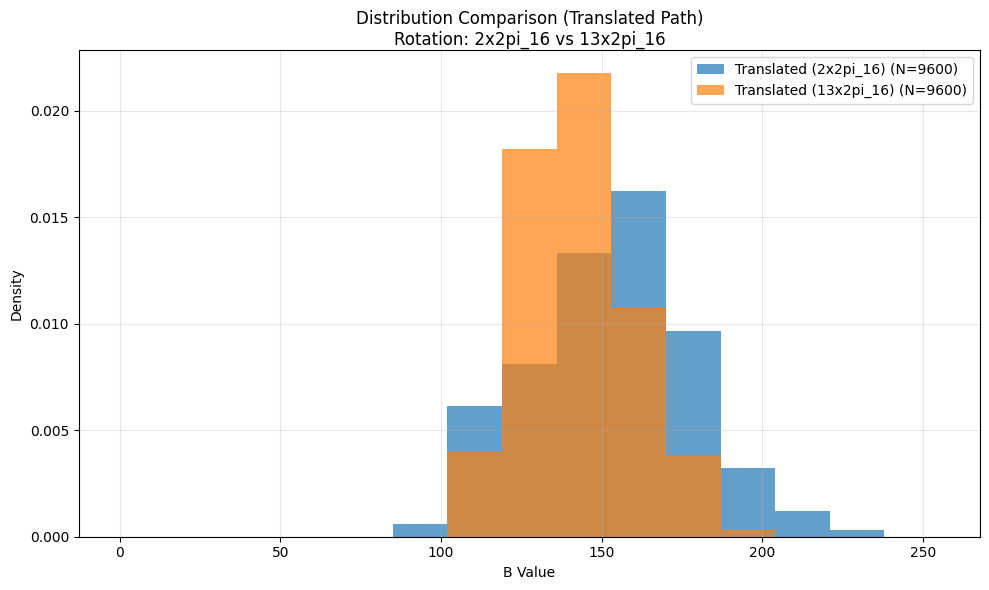 Distribution Comparison (Translated Path)
Rotation: 2x2pi_16 vs 13x2pi_16
Translated (2x2pi_16) (N=9600)
Translated (13x2pi_16) (N=9600)
Density
0.020
0.015
0.010
0.005
0.000
0 50 100 150 200 250
B Value